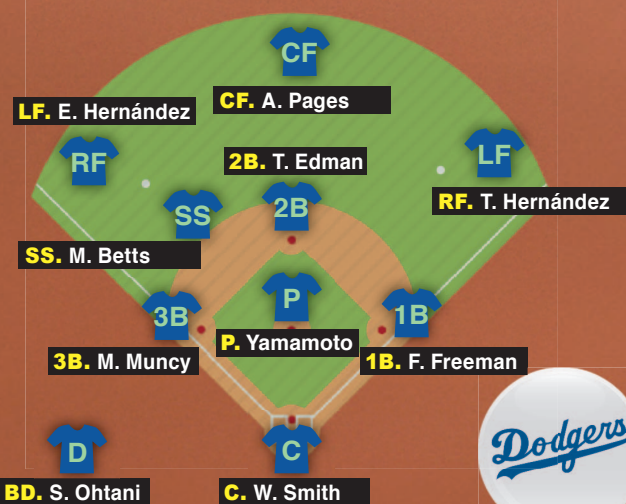 CF
CF. A. Pages
LF. E. Hernández
RF
LF
2B. T. Edman
RF. T. Hernández
SS
2B
SS. M. Betts
P
3B
1B
P. Yamamoto
3B. M. Muncy
1B. F. Freeman
Dodgers
D
C
BD. S. Ohtani
C. W. Smith